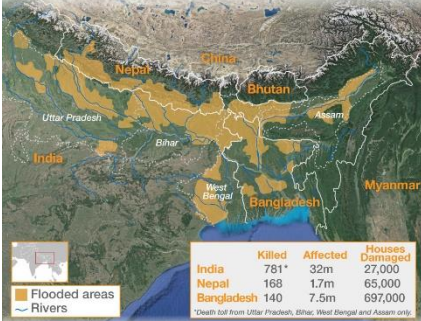 China
Nepal
Bhutan
Uttar Pradesh
Assam
Bihar
India
West
Bengal
Myanmar
Bangladesh
Flooded areas
Rivers
Killed Affected Houses Damaged
India 781* 32m 27,000
Nepal 168 1.7m 65,000
Bangladesh 140 7.5m 697,000
*Death toll from Uttar Pradesh, Bihar, West Bengal and Assam only.